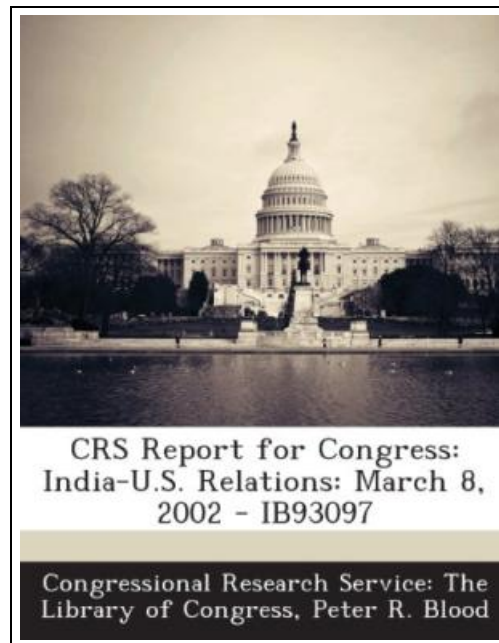 CRS Report for Congress:
India-U.S. Relations: March 8,
2002 - IB93097
Congressional Research Service: The
Library of Congress, Peter R. Blood